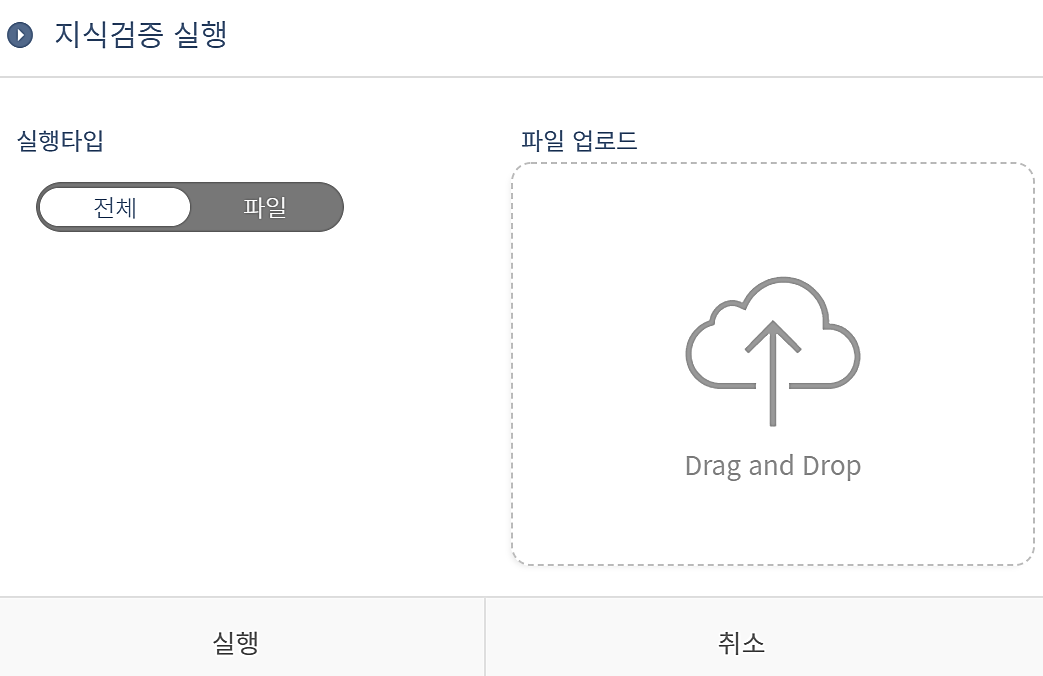 지식검증 실행
실행타입
전체
파일
파일 업로드
Drag and Drop
실행
취소